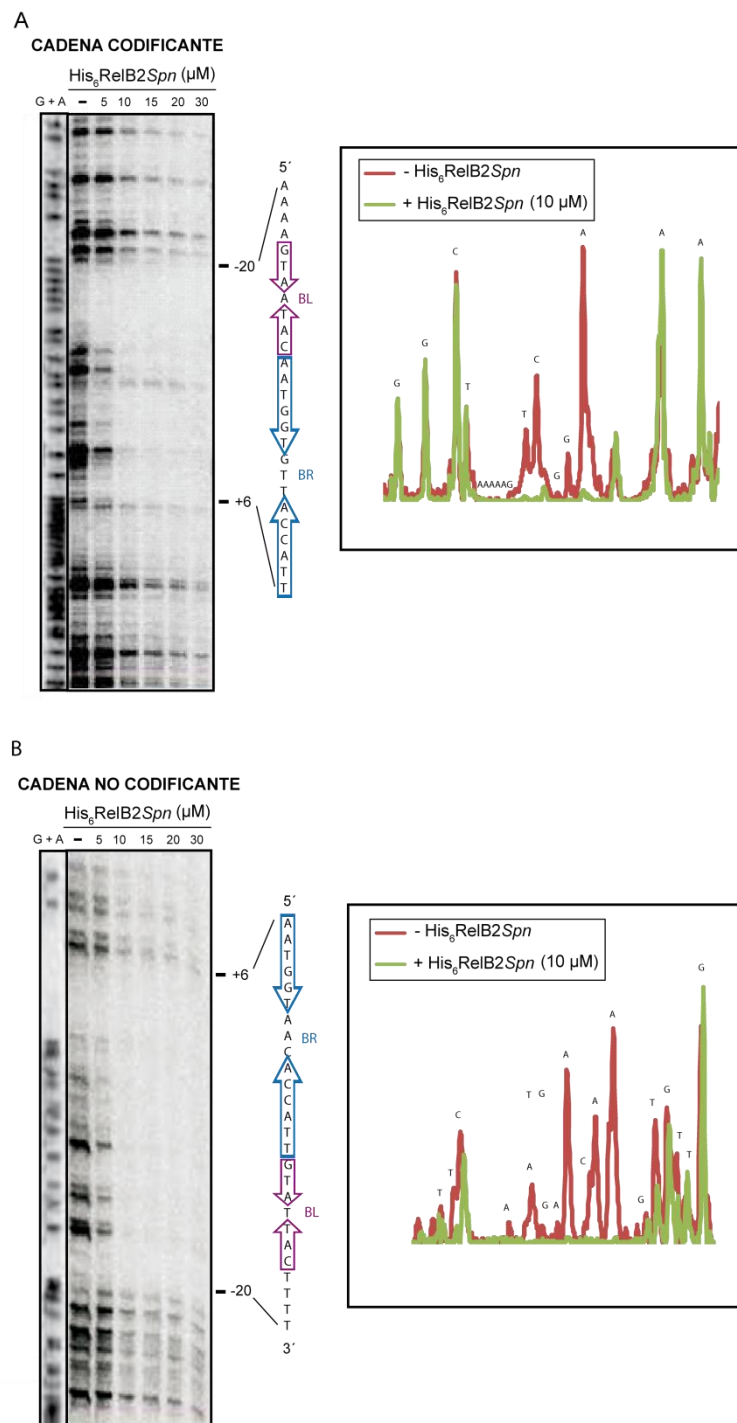 A
CADENA CODIFICANTE
His₆RelB2Spn (µM)
G + A – 5 10 15 20 30
5´
A A A A G T A A T A C A A T G G T G T T A C C A T T
-20
BL
BR
+6
- His₆RelB2Spn
+ His₆RelB2Spn (10 µM)
G G C T AAAAAG T C G G A A A
B
CADENA NO CODIFICANTE
His₆RelB2Spn (µM)
G + A – 5 10 15 20 30
5´
A A T G G T A A C A C C A T T G T A T T A C T T T T
3´
+6
BR
BL
-20
- His₆RelB2Spn
+ His₆RelB2Spn (10 µM)
T T C A A T G G A A C A A G T G T T G